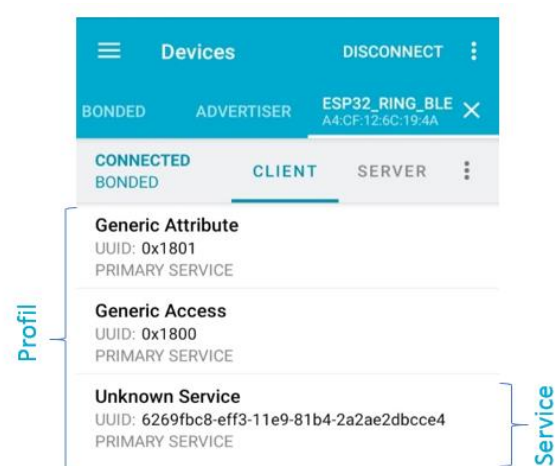 Devices
DISCONNECT
BONDED
ADVERTISER
ESP32_RING_BLE
A4:CF:12:6C:19:4A
CONNECTED
BONDED
CLIENT
SERVER
Generic Attribute
UUID: 0x1801
PRIMARY SERVICE
Generic Access
UUID: 0x1800
PRIMARY SERVICE
Unknown Service
UUID: 6269fbc8-eff3-11e9-81b4-2a2ae2dbcce4
PRIMARY SERVICE
Profil
Service